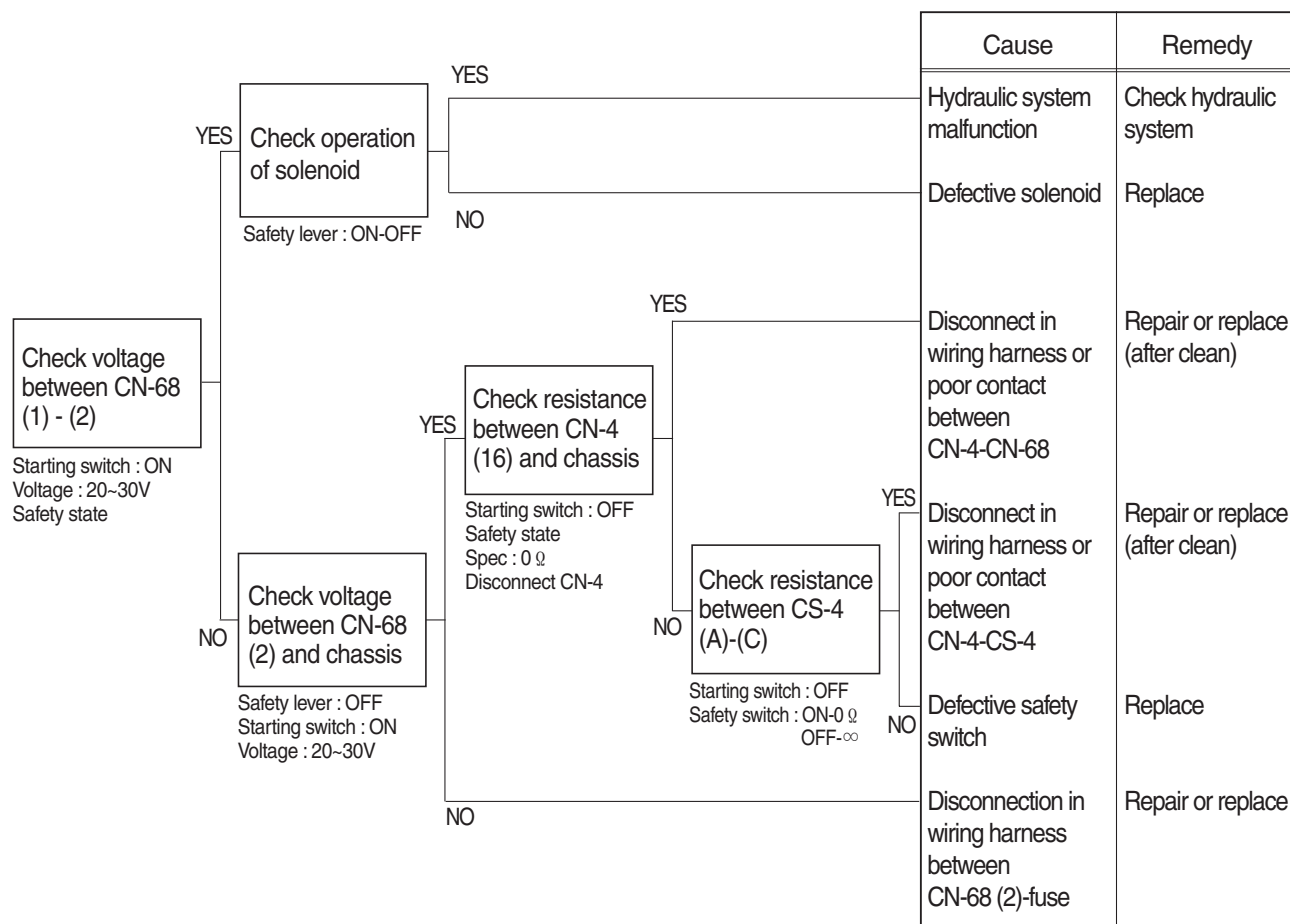 Cause
Remedy
YES
Hydraulic system
malfunction
Check hydraulic
system
YES
Check operation
of solenoid
Defective solenoid
Replace
NO
Safety lever : ON-OFF
YES
Disconnect in
wiring harness or
poor contact
between
CN-4-CN-68
Repair or replace
(after clean)
Check voltage
between CN-68
(1) - (2)
Starting switch : ON
Voltage : 20~30V
Safety state
YES
Check resistance
between CN-4
(16) and chassis
Starting switch : OFF
Safety state
Spec : 0 Ω
Disconnect CN-4
YES
Disconnect in
wiring harness or
poor contact
between
CN-4-CS-4
Repair or replace
(after clean)
NO
Check voltage
between CN-68
(2) and chassis
Safety lever : OFF
Starting switch : ON
Voltage : 20~30V
NO
Check resistance
between CS-4
(A)-(C)
Starting switch : OFF
Safety switch : ON-0 Ω
OFF-∞
NO
Defective safety
switch
Replace
NO
Disconnection in
wiring harness
between
CN-68 (2)-fuse
Repair or replace